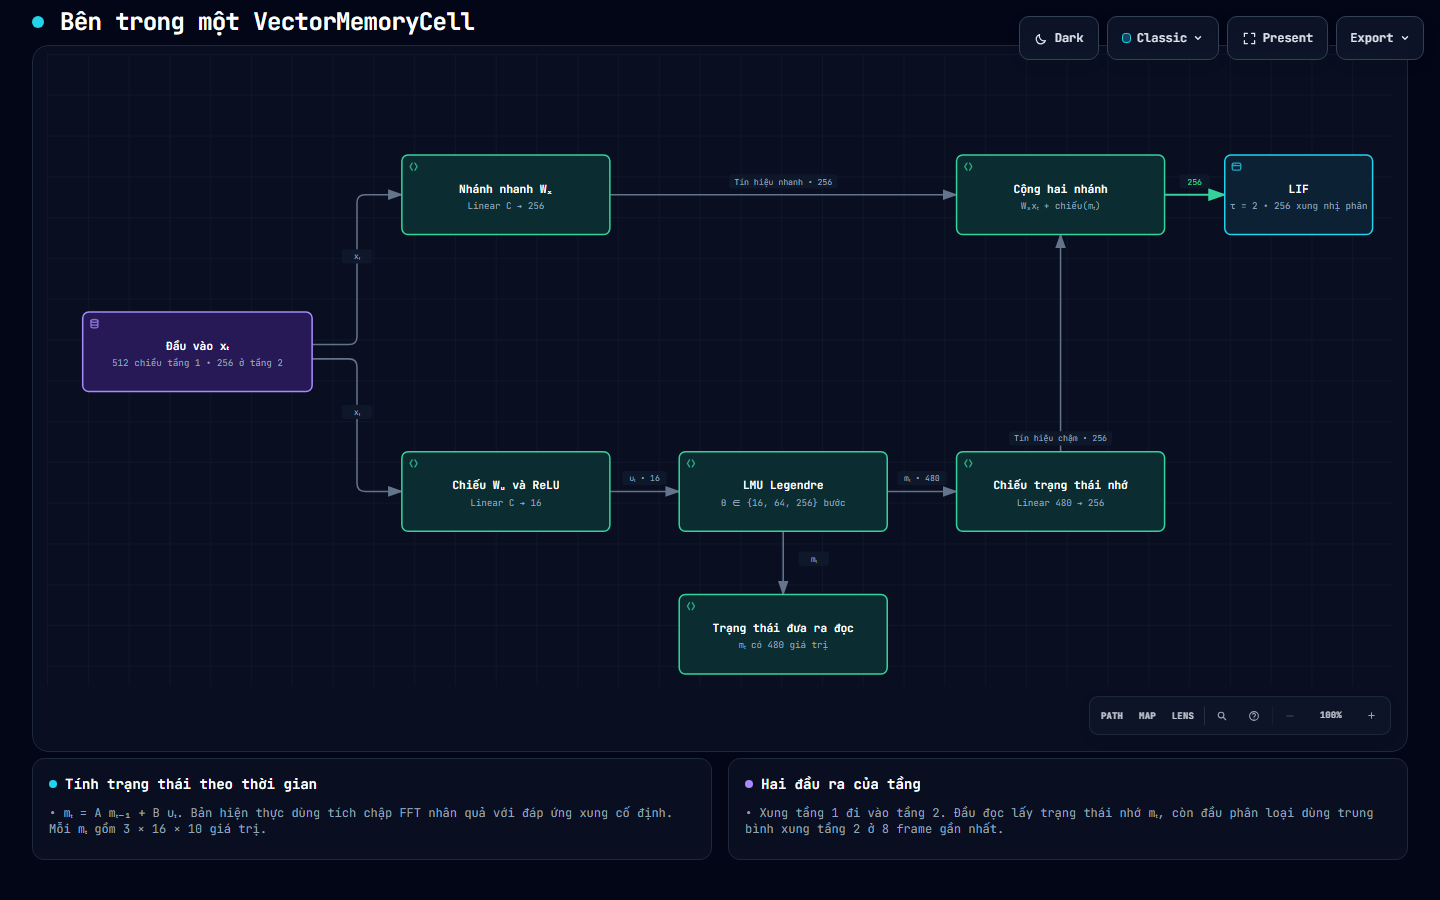 Bên trong một VectorMemoryCell
Dark
Classic
Present
Export
Nhánh nhanh Wₓ
Linear C → 256
Tín hiệu nhanh • 256
Cộng hai nhánh
Wₓxₜ + chiếu(mₜ)
256
LIF
τ = 2 • 256 xung nhị phân
xₜ
Đầu vào xₜ
512 chiều tầng 1 • 256 ở tầng 2
xₜ
Tín hiệu chậm • 256
Chiếu Wᵤ và ReLU
Linear C → 16
uₜ • 16
LMU Legendre
θ ∈ {16, 64, 256} bước
mₜ • 480
Chiếu trạng thái nhớ
Linear 480 → 256
mₜ
Trạng thái đưa ra đọc
mₜ có 480 giá trị
PATH
MAP
LENS
100%
Tính trạng thái theo thời gian
• mₜ = A mₜ₋₁ + B uₜ. Bản hiện thực dùng tích chập FFT nhân quả với đáp ứng xung cố định.
Mỗi mₜ gồm 3 × 16 × 10 giá trị.
Hai đầu ra của tầng
• Xung tầng 1 đi vào tầng 2. Đầu đọc lấy trạng thái nhớ mₜ, còn đầu phân loại dùng trung
bình xung tầng 2 ở 8 frame gần nhất.